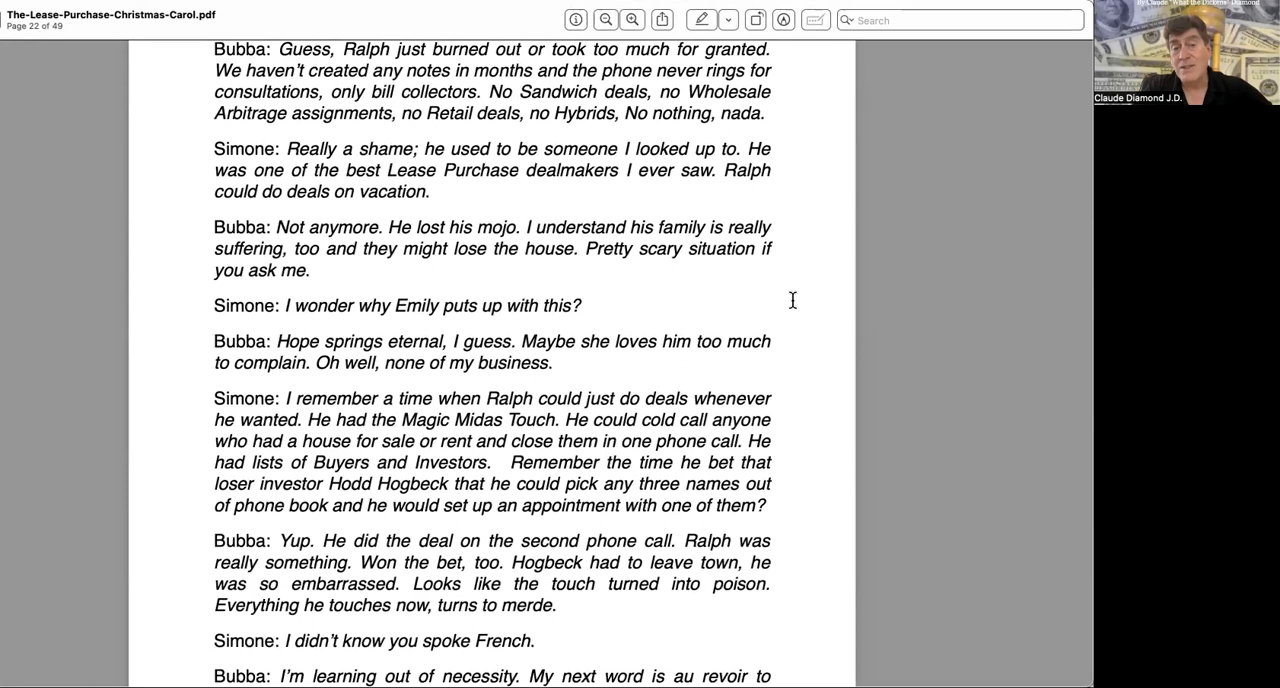 The-Lease-Purchase-Christmas-Carol.pdf
Page 22 of 49
Search
By Claude "What the Dickens" Diamond
Claude Diamond J.D.
Bubba: Guess, Ralph just burned out or took too much for granted.
We haven't created any notes in months and the phone never rings for
consultations, only bill collectors. No Sandwich deals, no Wholesale
Arbitrage assignments, no Retail deals, no Hybrids, No nothing, nada.
Simone: Really a shame; he used to be someone I looked up to. He
was one of the best Lease Purchase dealmakers I ever saw. Ralph
could do deals on vacation.
Bubba: Not anymore. He lost his mojo. I understand his family is really
suffering, too and they might lose the house. Pretty scary situation if
you ask me.
Simone: I wonder why Emily puts up with this?
Bubba: Hope springs eternal, I guess. Maybe she loves him too much
to complain. Oh well, none of my business.
Simone: I remember a time when Ralph could just do deals whenever
he wanted. He had the Magic Midas Touch. He could cold call anyone
who had a house for sale or rent and close them in one phone call. He
had lists of Buyers and Investors. Remember the time he bet that
loser investor Hodd Hogbeck that he could pick any three names out
of phone book and he would set up an appointment with one of them?
Bubba: Yup. He did the deal on the second phone call. Ralph was
really something. Won the bet, too. Hogbeck had to leave town, he
was so embarrassed. Looks like the touch turned into poison.
Everything he touches now, turns to merde.
Simone: I didn't know you spoke French.
Bubba: I'm learning out of necessity. My next word is au revoir to